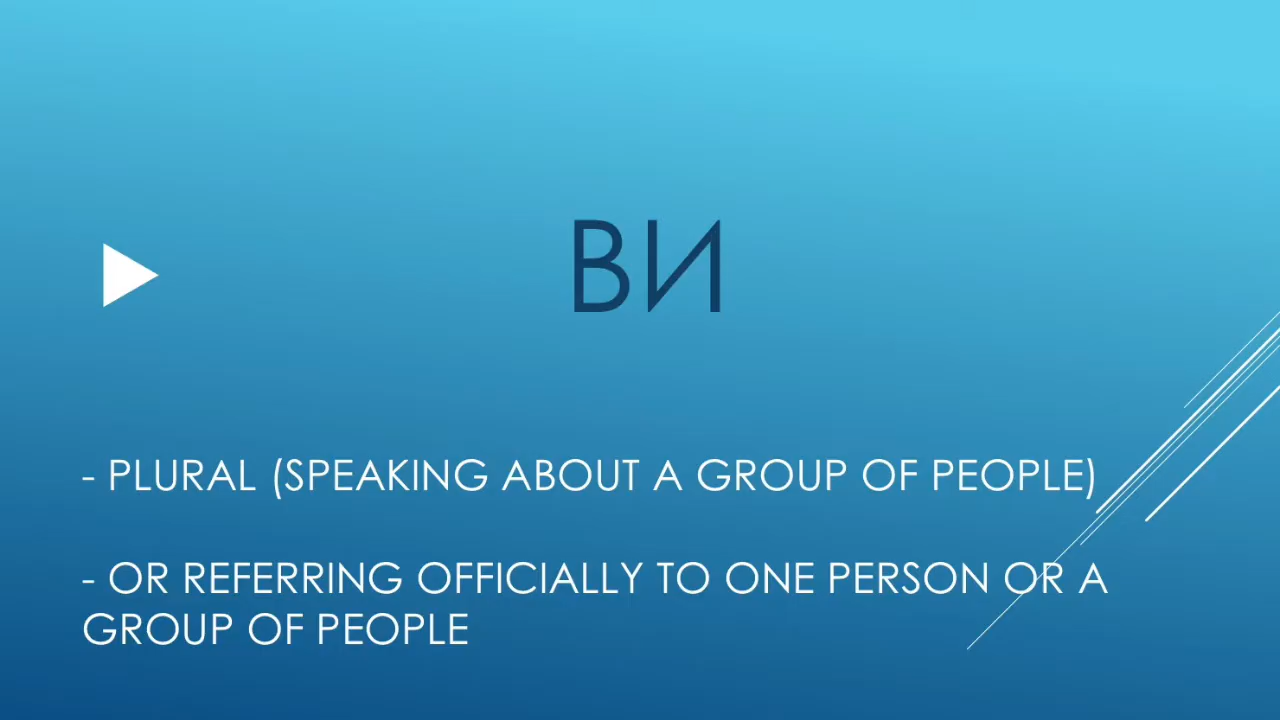 ВИ
- PLURAL (SPEAKING ABOUT A GROUP OF PEOPLE)
- OR REFERRING OFFICIALLY TO ONE PERSON OR A
GROUP OF PEOPLE